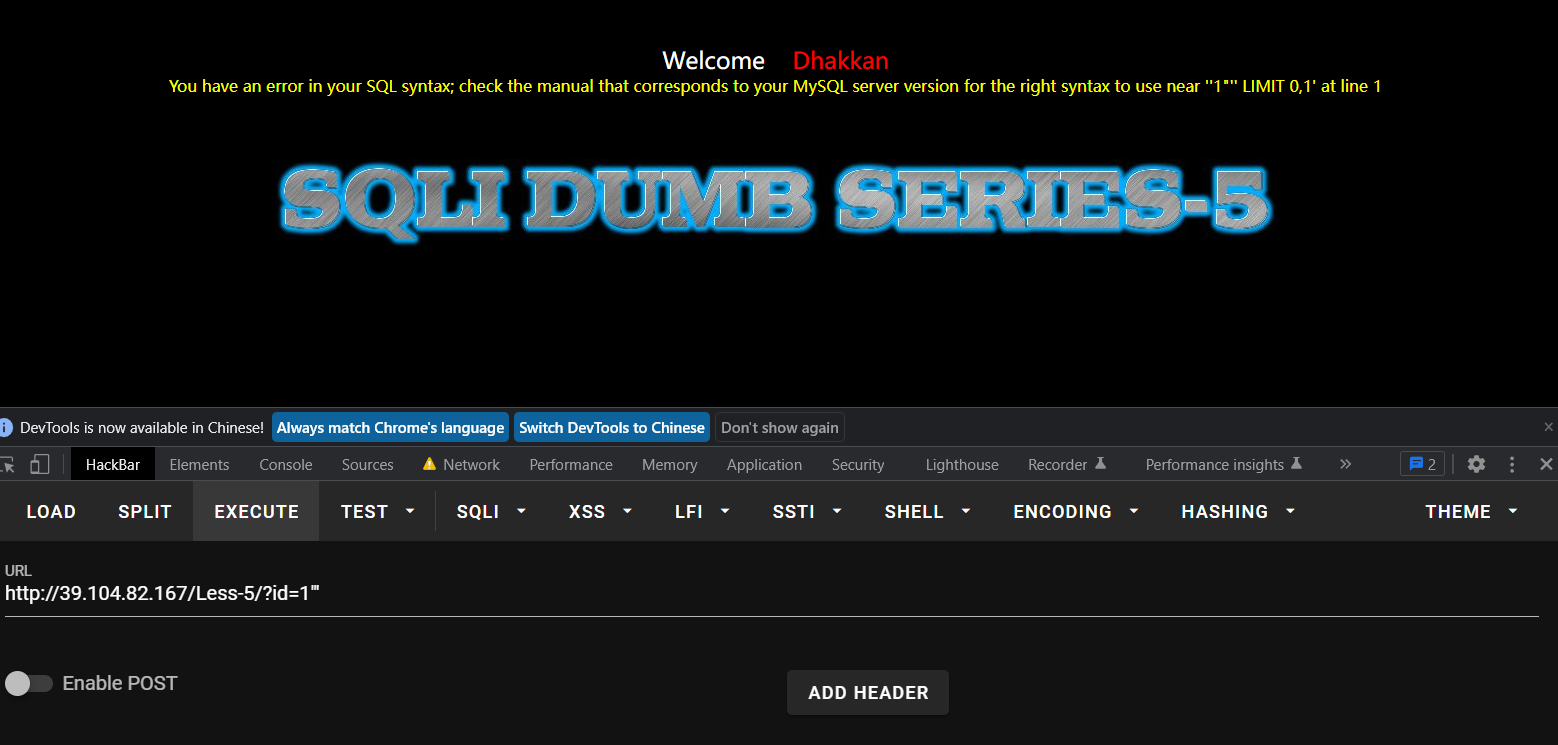 Welcome Dhakkan
You have an error in your SQL syntax; check the manual that corresponds to your MySQL server version for the right syntax to use near ''1'''' LIMIT 0,1' at line 1
SQLI DUMB SERIES-5
DevTools is now available in Chinese! Always match Chrome's language Switch DevTools to Chinese Don't show again
HackBar Elements Console Sources Network Performance Memory Application Security Lighthouse Recorder Performance insights 2
LOAD SPLIT EXECUTE TEST SQLI XSS LFI SSTI SHELL ENCODING HASHING THEME
URL
http://39.104.82.167/Less-5/?id=1'''
Enable POST ADD HEADER